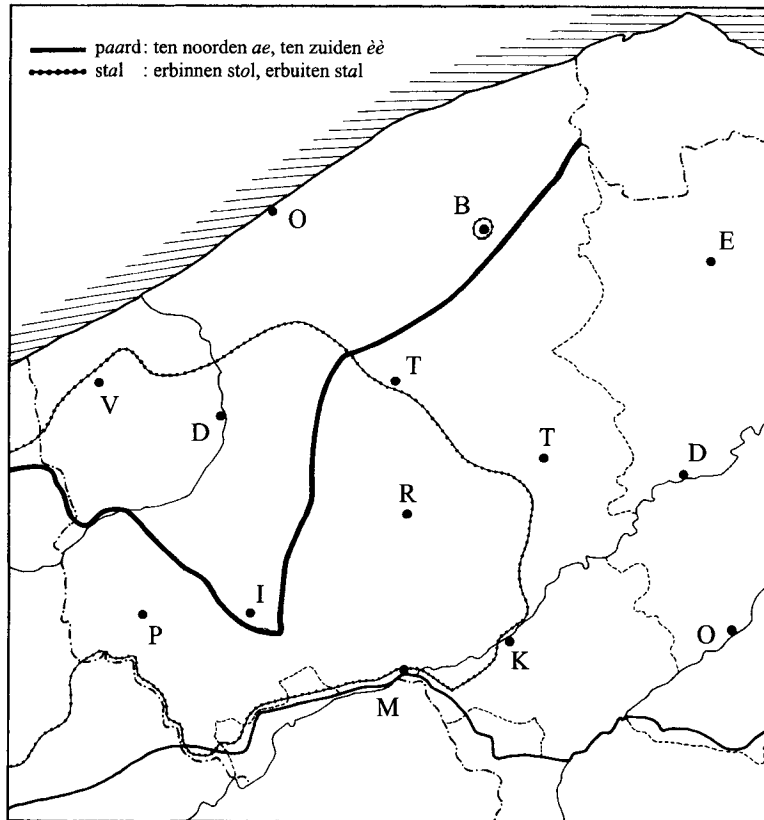 paard : ten noorden ae, ten zuiden èè
stal : erbinnen stol, erbuiten stal
O
B
E
V
D
T
T
D
R
I
P
K
O
M